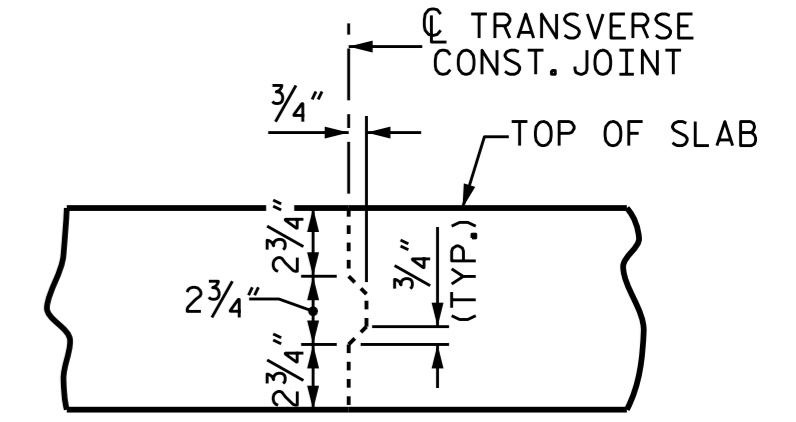 ℄ TRANSVERSE
CONST. JOINT
3/4"
TOP OF SLAB
2 3/4"
3/4"
(TYP.)
2 3/4"
2 3/4"